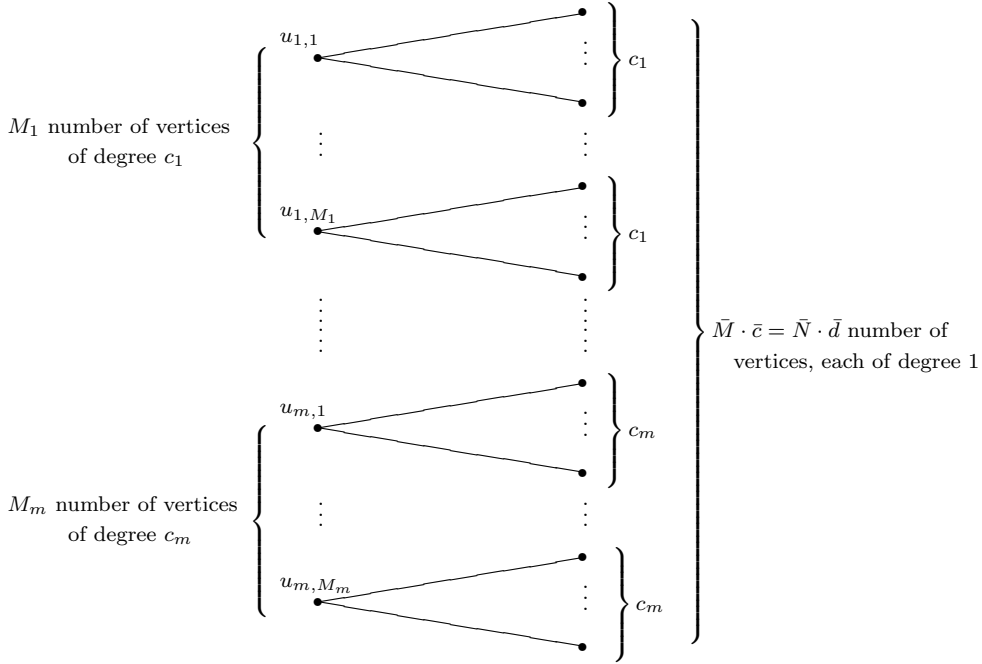 u_{1,1}
c_1
M_1 number of vertices
of degree c_1
u_{1,M_1}
c_1
M̄ · c̄ = N̄ · d̄ number of
vertices, each of degree 1
u_{m,1}
c_m
M_m number of vertices
of degree c_m
u_{m,M_m}
c_m